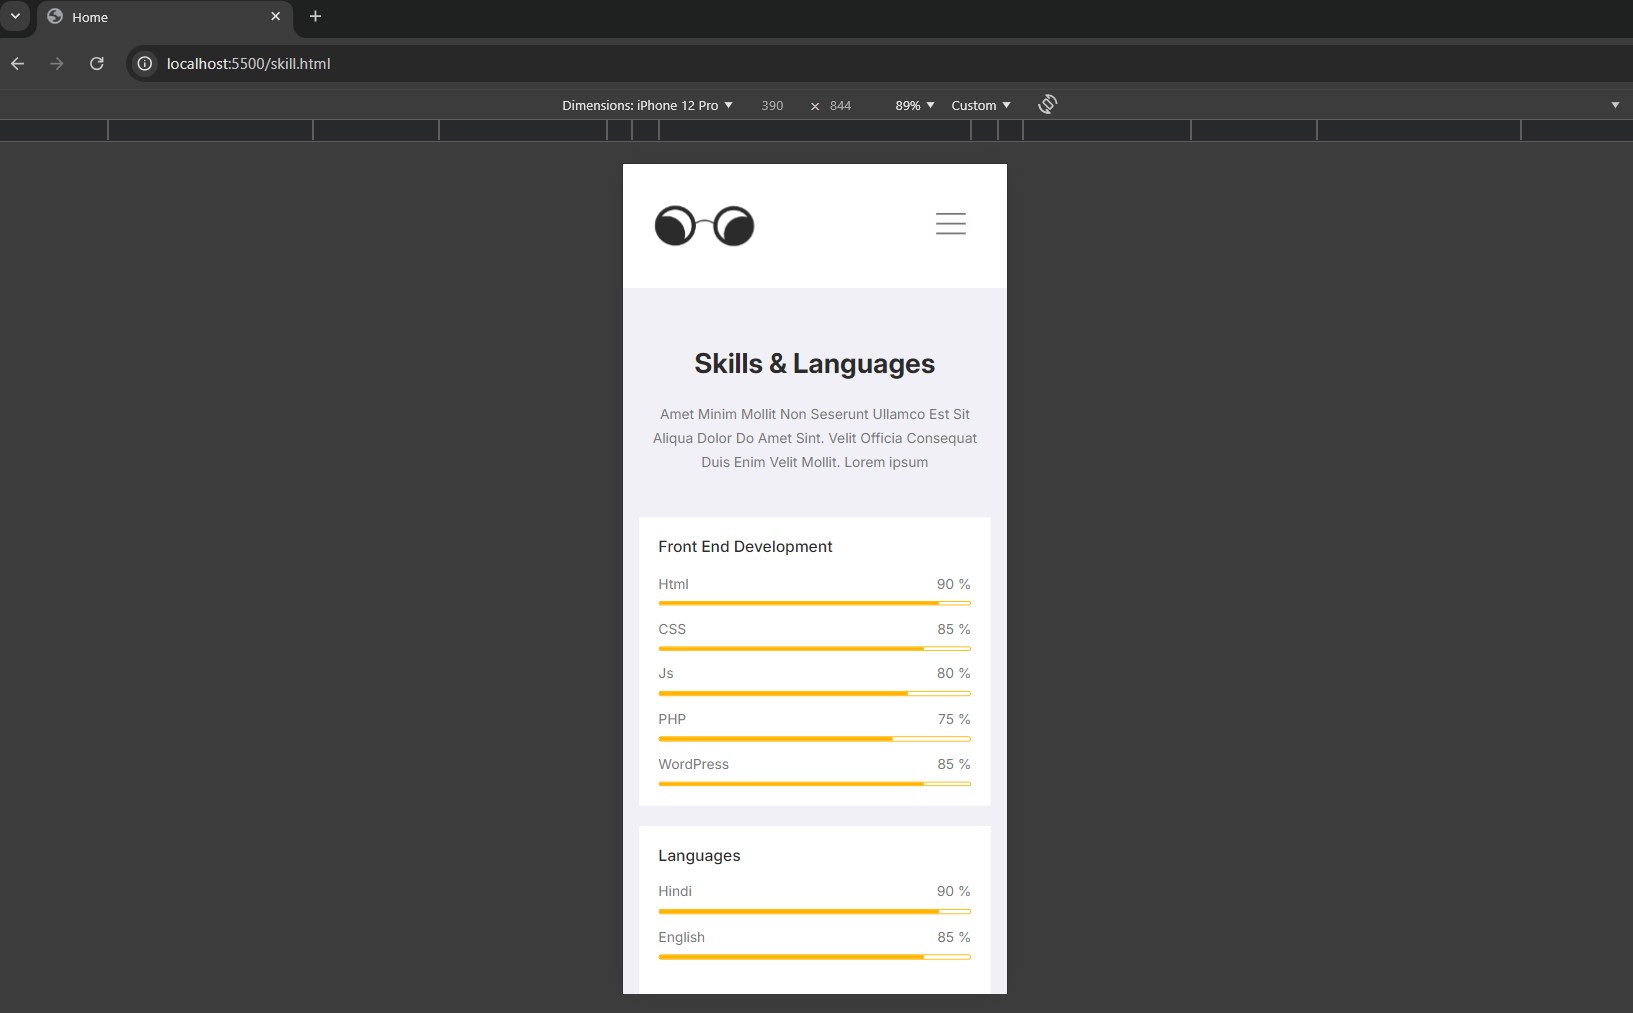 Home
localhost:5500/skill.html
Dimensions: iPhone 12 Pro 390 × 844 89% Custom
Skills & Languages
Amet Minim Mollit Non Seserunt Ullamco Est Sit
Aliqua Dolor Do Amet Sint. Velit Officia Consequat
Duis Enim Velit Mollit. Lorem ipsum
Front End Development
Html 90 %
CSS 85 %
Js 80 %
PHP 75 %
WordPress 85 %
Languages
Hindi 90 %
English 85 %